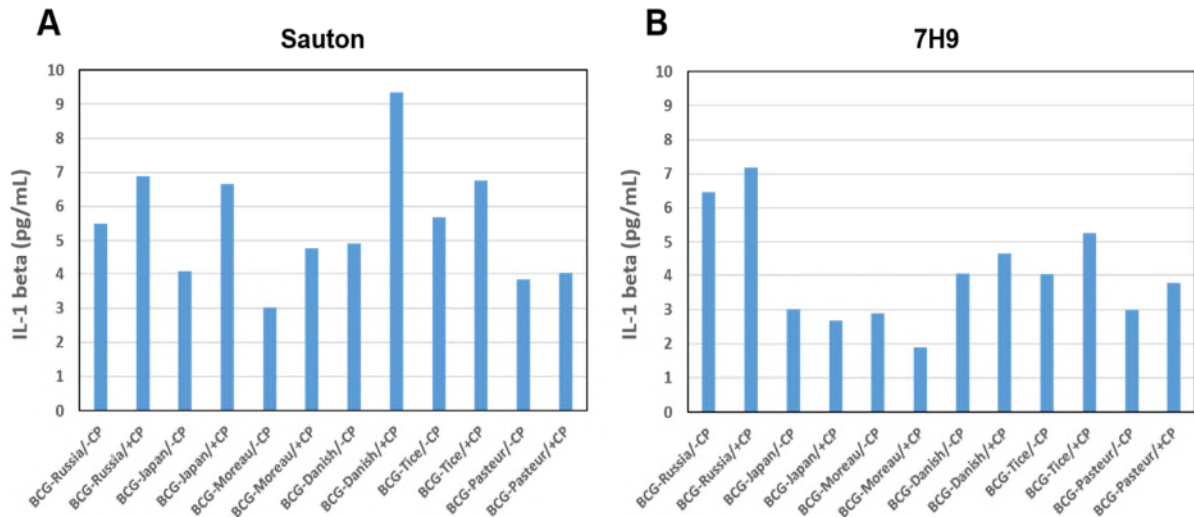 A
Sauton
IL-1 beta (pg/mL)
10
9
8
7
6
5
4
3
2
1
0
BCG-Russia/-CP
BCG-Russia/+CP
BCG-Japan/-CP
BCG-Japan/+CP
BCG-Moreau/-CP
BCG-Moreau/+CP
BCG-Danish/-CP
BCG-Danish/+CP
BCG-Tice/-CP
BCG-Tice/+CP
BCG-Pasteur/-CP
BCG-Pasteur/+CP
B
7H9
IL-1 beta (pg/mL)
10
9
8
7
6
5
4
3
2
1
0
BCG-Russia/-CP
BCG-Russia/+CP
BCG-Japan/-CP
BCG-Japan/+CP
BCG-Moreau/-CP
BCG-Moreau/+CP
BCG-Danish/-CP
BCG-Danish/+CP
BCG-Tice/-CP
BCG-Tice/+CP
BCG-Pasteur/-CP
BCG-Pasteur/+CP